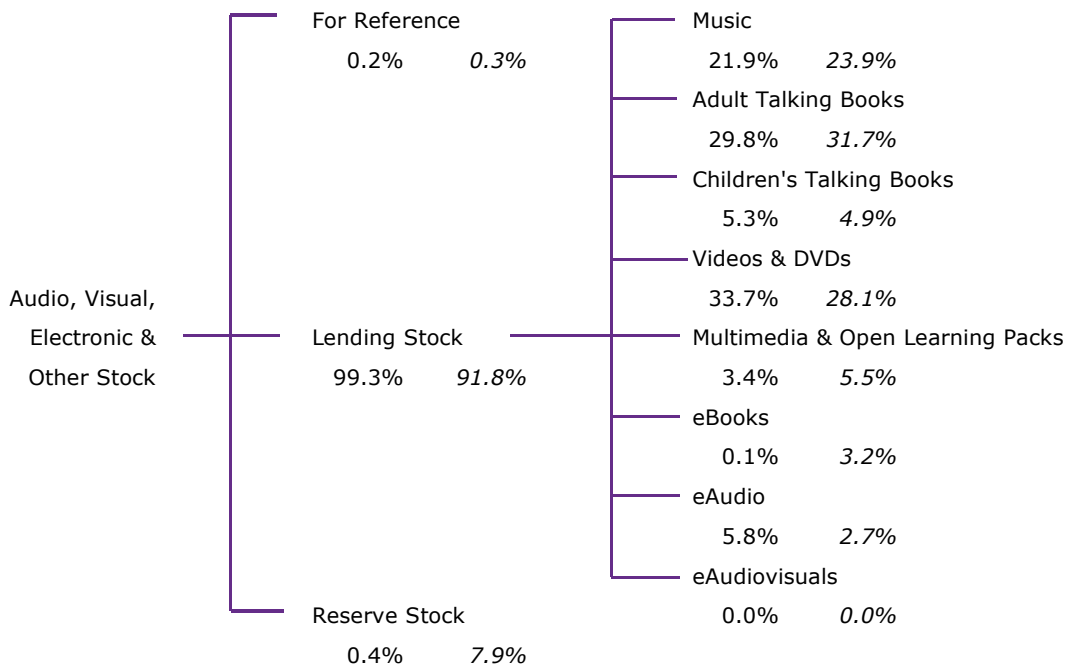 Audio, Visual,
Electronic &
Other Stock
For Reference
0.2% 0.3%
Lending Stock
99.3% 91.8%
Reserve Stock
0.4% 7.9%
Music
21.9% 23.9%
Adult Talking Books
29.8% 31.7%
Children's Talking Books
5.3% 4.9%
Videos & DVDs
33.7% 28.1%
Multimedia & Open Learning Packs
3.4% 5.5%
eBooks
0.1% 3.2%
eAudio
5.8% 2.7%
eAudiovisuals
0.0% 0.0%